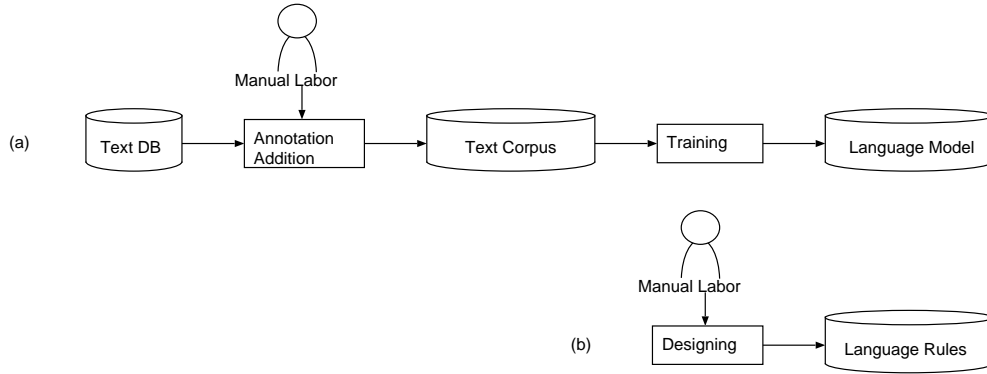 Manual Labor
(a)
Text DB
Annotation
Addition
Text Corpus
Training
Language Model
Manual Labor
(b)
Designing
Language Rules